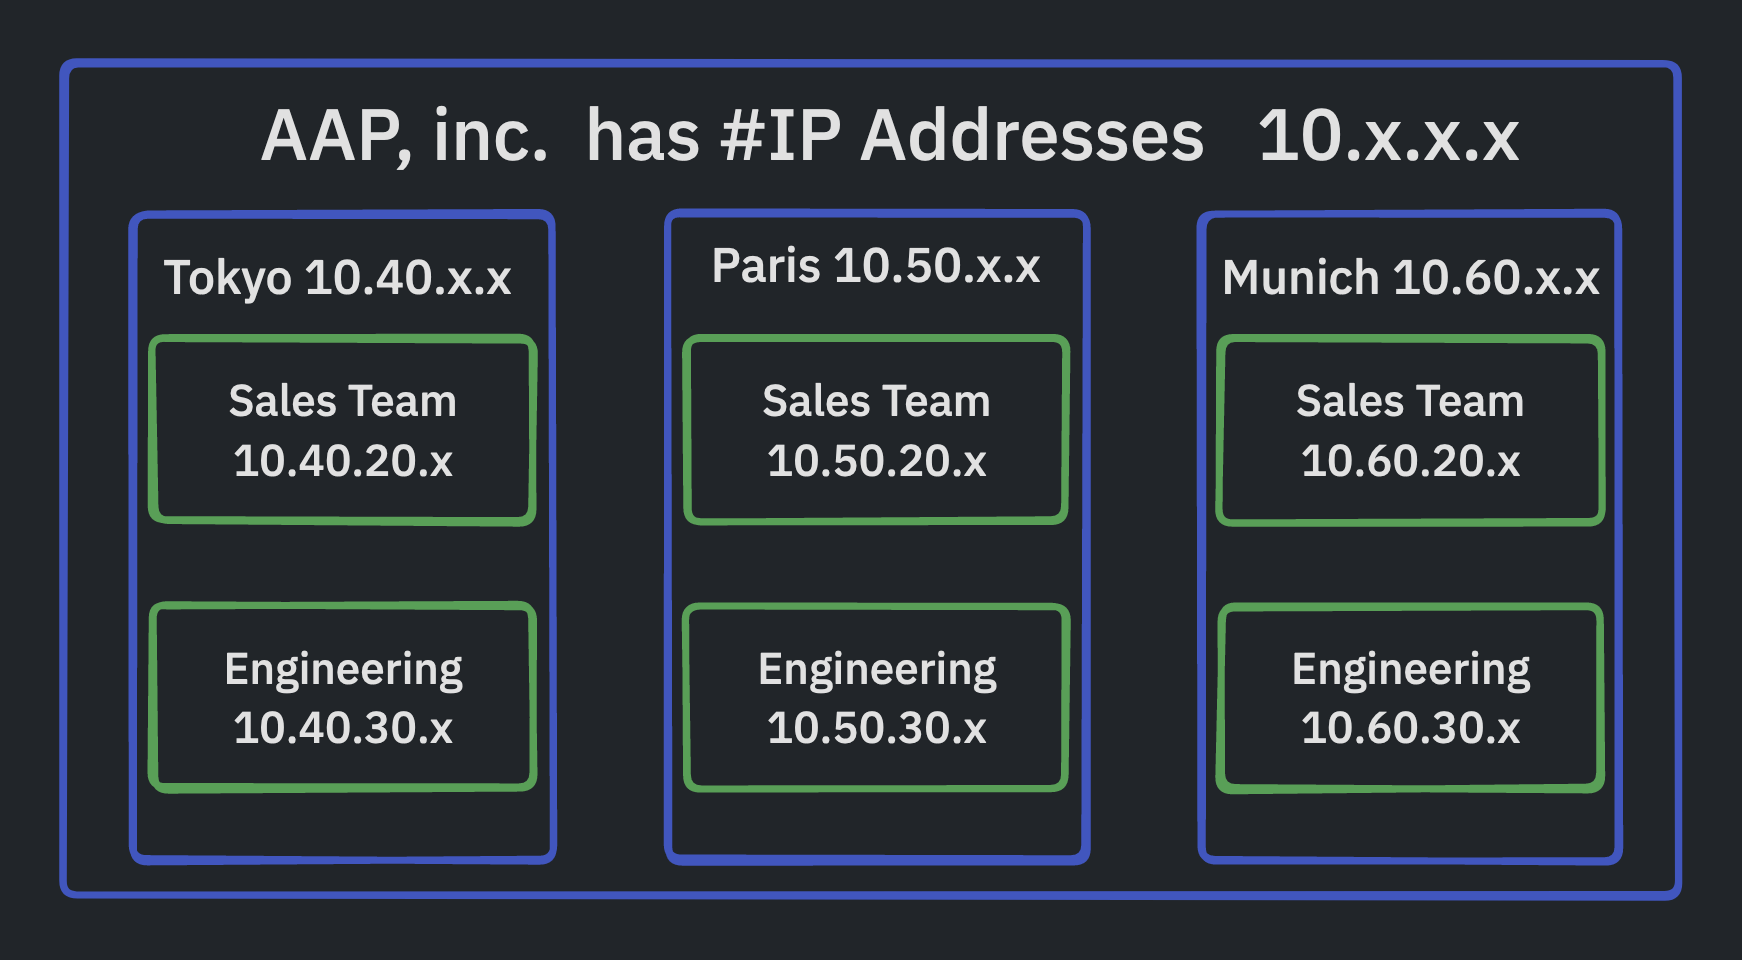 AAP, inc. has #IP Addresses 10.x.x.x
Tokyo 10.40.x.x
Sales Team
10.40.20.x
Engineering
10.40.30.x
Paris 10.50.x.x
Sales Team
10.50.20.x
Engineering
10.50.30.x
Munich 10.60.x.x
Sales Team
10.60.20.x
Engineering
10.60.30.x